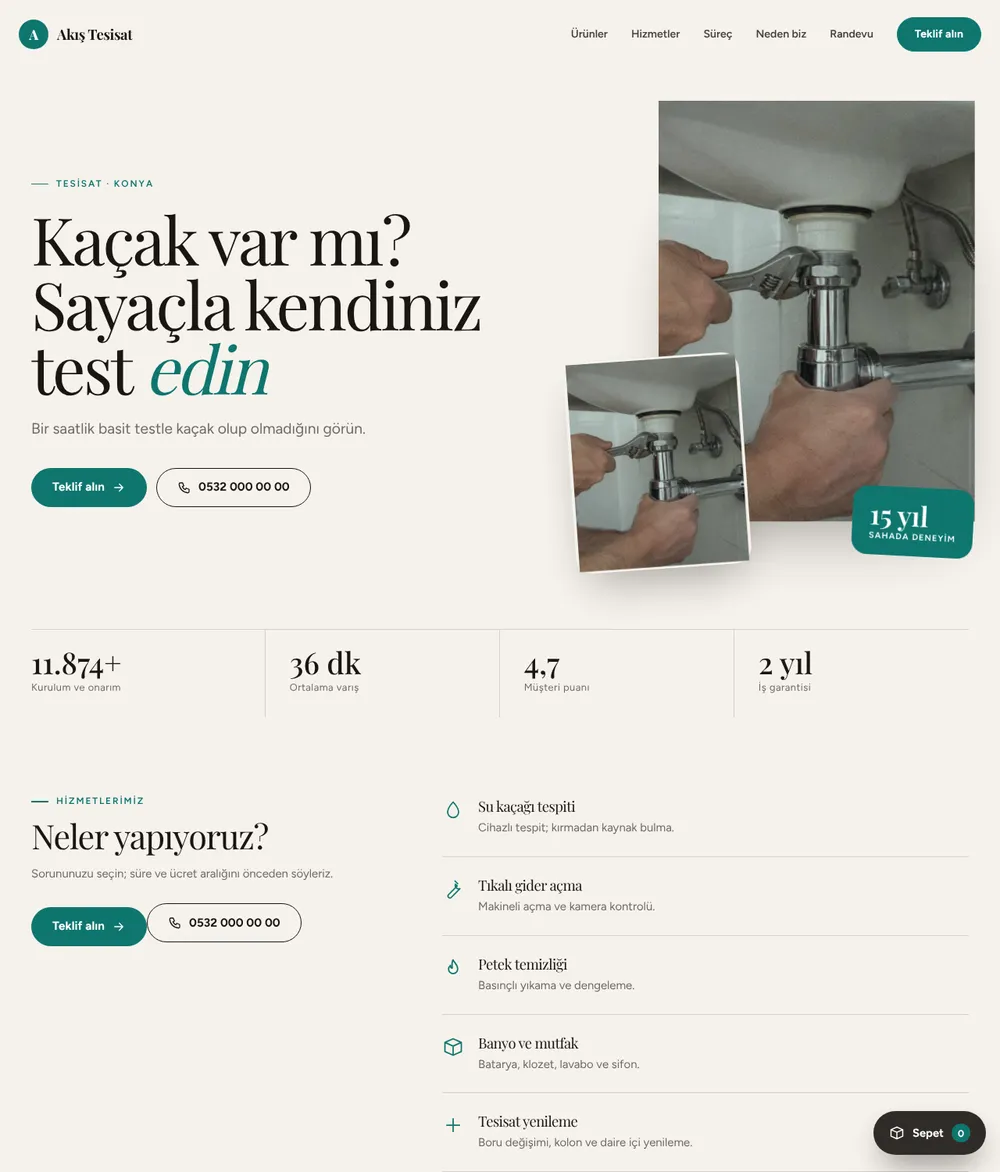 A
Akış Tesisat
Ürünler
Hizmetler
Süreç
Neden biz
Randevu
Teklif alın
TESİSAT · KONYA
Kaçak var mı?
Sayaçla kendiniz
test edin
Bir saatlik basit testle kaçak olup olmadığını görün.
Teklif alın →
0532 000 00 00
15 yıl
SAHADA DENEYİM
11.874+
Kurulum ve onarım
36 dk
Ortalama varış
4,7
Müşteri puanı
2 yıl
İş garantisi
HİZMETLERİMİZ
Neler yapıyoruz?
Sorununuzu seçin; süre ve ücret aralığını önceden söyleriz.
Teklif alın →
0532 000 00 00
Su kaçağı tespiti
Cihazlı tespit; kırmadan kaynak bulma.
Tıkalı gider açma
Makineli açma ve kamera kontrolü.
Petek temizliği
Basınçlı yıkama ve dengeleme.
Banyo ve mutfak
Batarya, klozet, lavabo ve sifon.
Tesisat yenileme
Boru değişimi, kolon ve daire içi yenileme.
Sepet 0